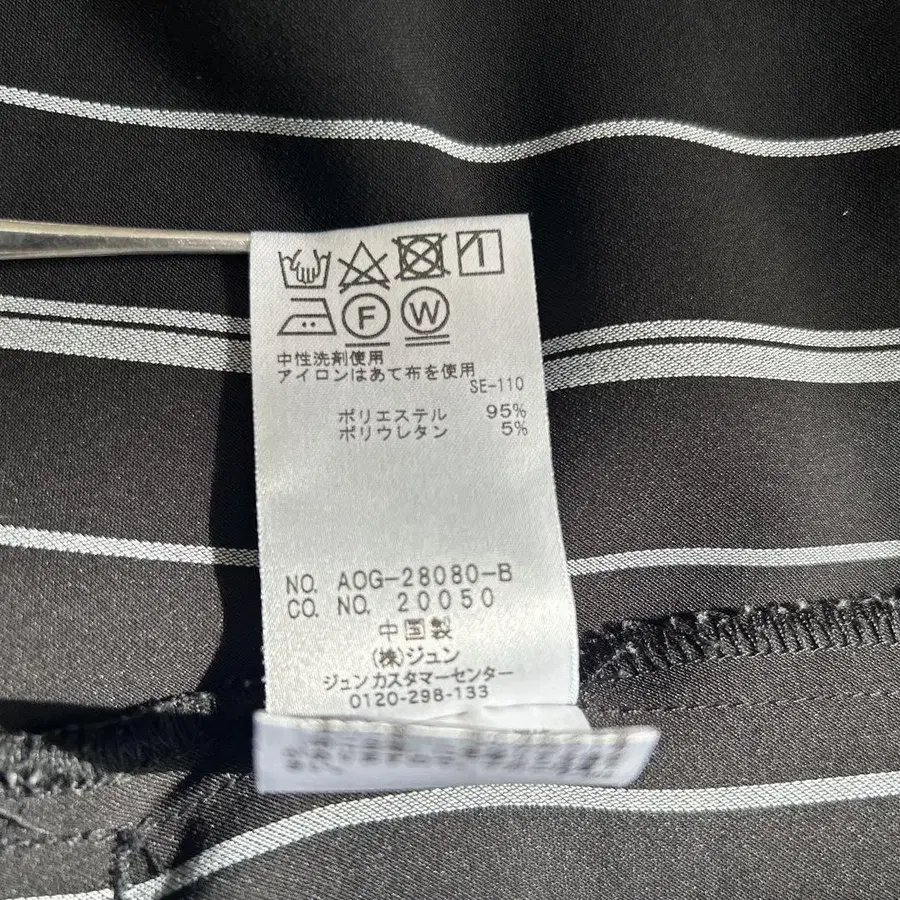 F W
中性洗剤使用
アイロンはあて布を使用
SE-110
ポリエステル 95%
ポリウレタン 5%
NO. AOG-28080-B
CO. NO. 20050
中国製
(株)ジュン
ジュンカスタマーセンター
0120-298-133